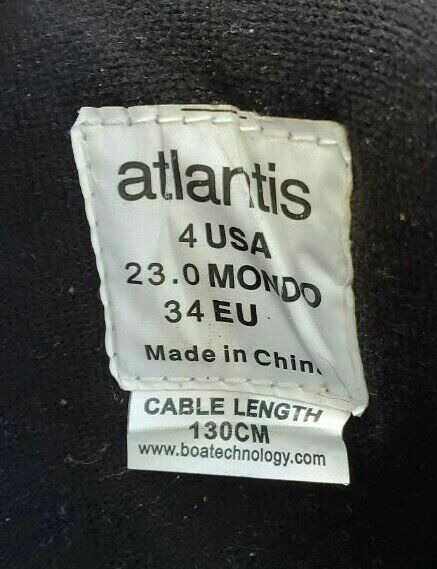 atlantis
4 USA
23.0 MONDO
34 EU
Made in Chin
CABLE LENGTH
130CM
www.boatechnology.com